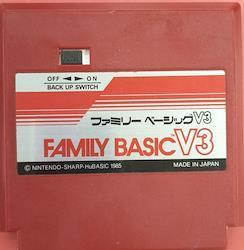 OFF ◄► ON
BACK UP SWITCH
ファミリー ベーシックV3
FAMILY BASIC V3
© NINTENDO·SHARP·HuBASIC 1985
MADE IN JAPAN